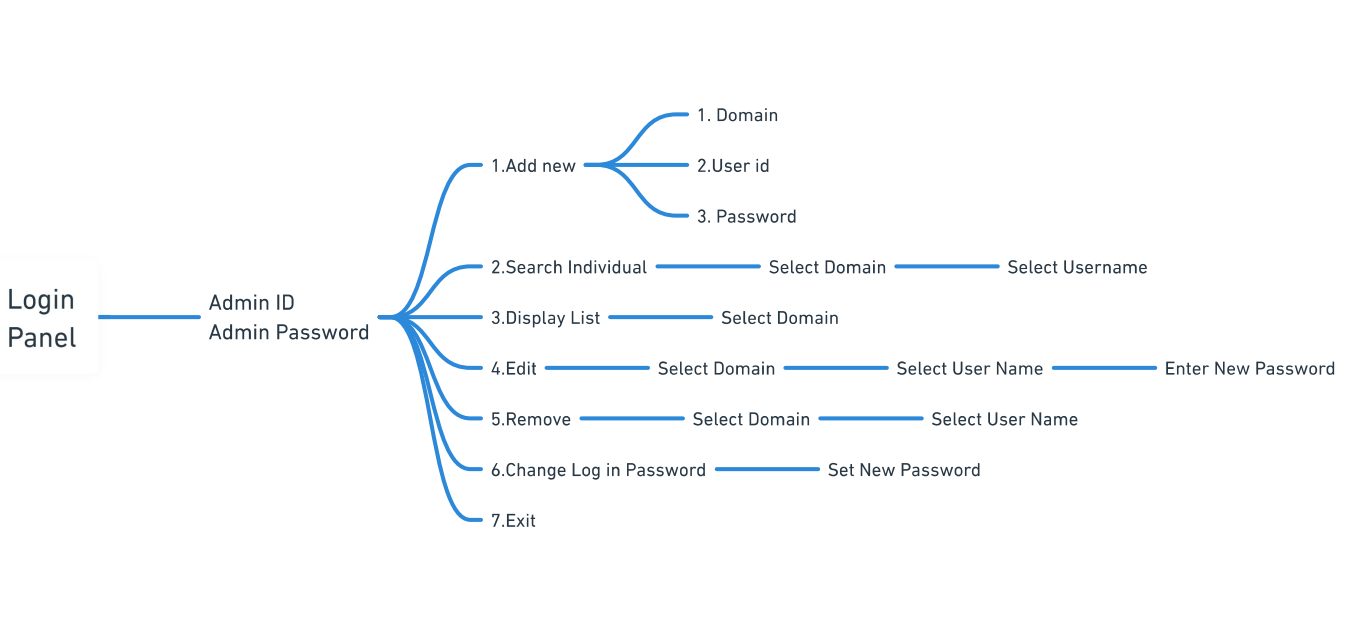 Login
Panel
Admin ID
Admin Password
1.Add new
1. Domain
2.User id
3. Password
2.Search Individual
Select Domain
Select Username
3.Display List
Select Domain
4.Edit
Select Domain
Select User Name
Enter New Password
5.Remove
Select Domain
Select User Name
6.Change Log in Password
Set New Password
7.Exit